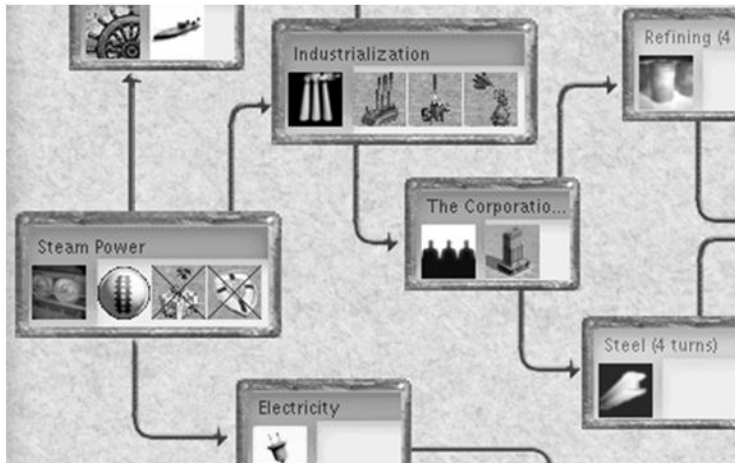 Industrialization
Refining (4
The Corporatio...
Steam Power
Steel (4 turns)
Electricity